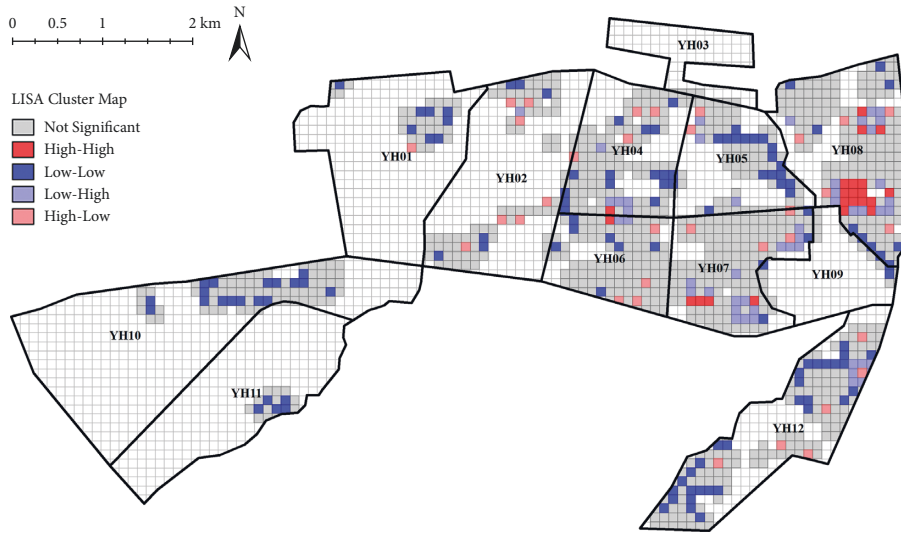 0 0.5 1 2 km
N
LISA Cluster Map
Not Significant
High-High
Low-Low
Low-High
High-Low
YH03
YH01
YH04
YH05
YH08
YH02
YH06
YH07
YH09
YH10
YH11
YH12